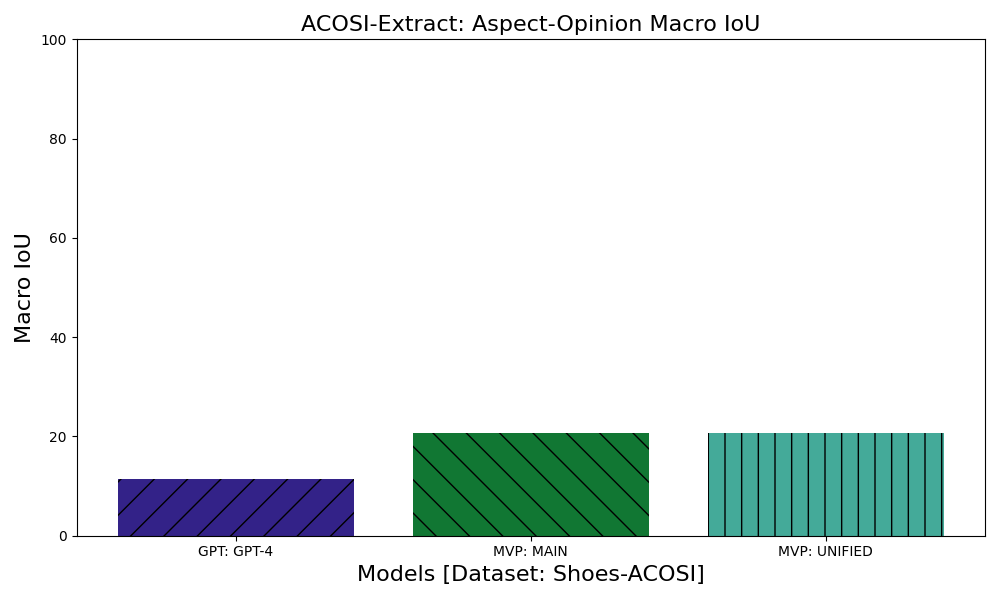 ACOSI-Extract: Aspect-Opinion Macro IoU
100
80
60
40
20
0
Macro IoU
GPT: GPT-4
MVP: MAIN
MVP: UNIFIED
Models [Dataset: Shoes-ACOSI]